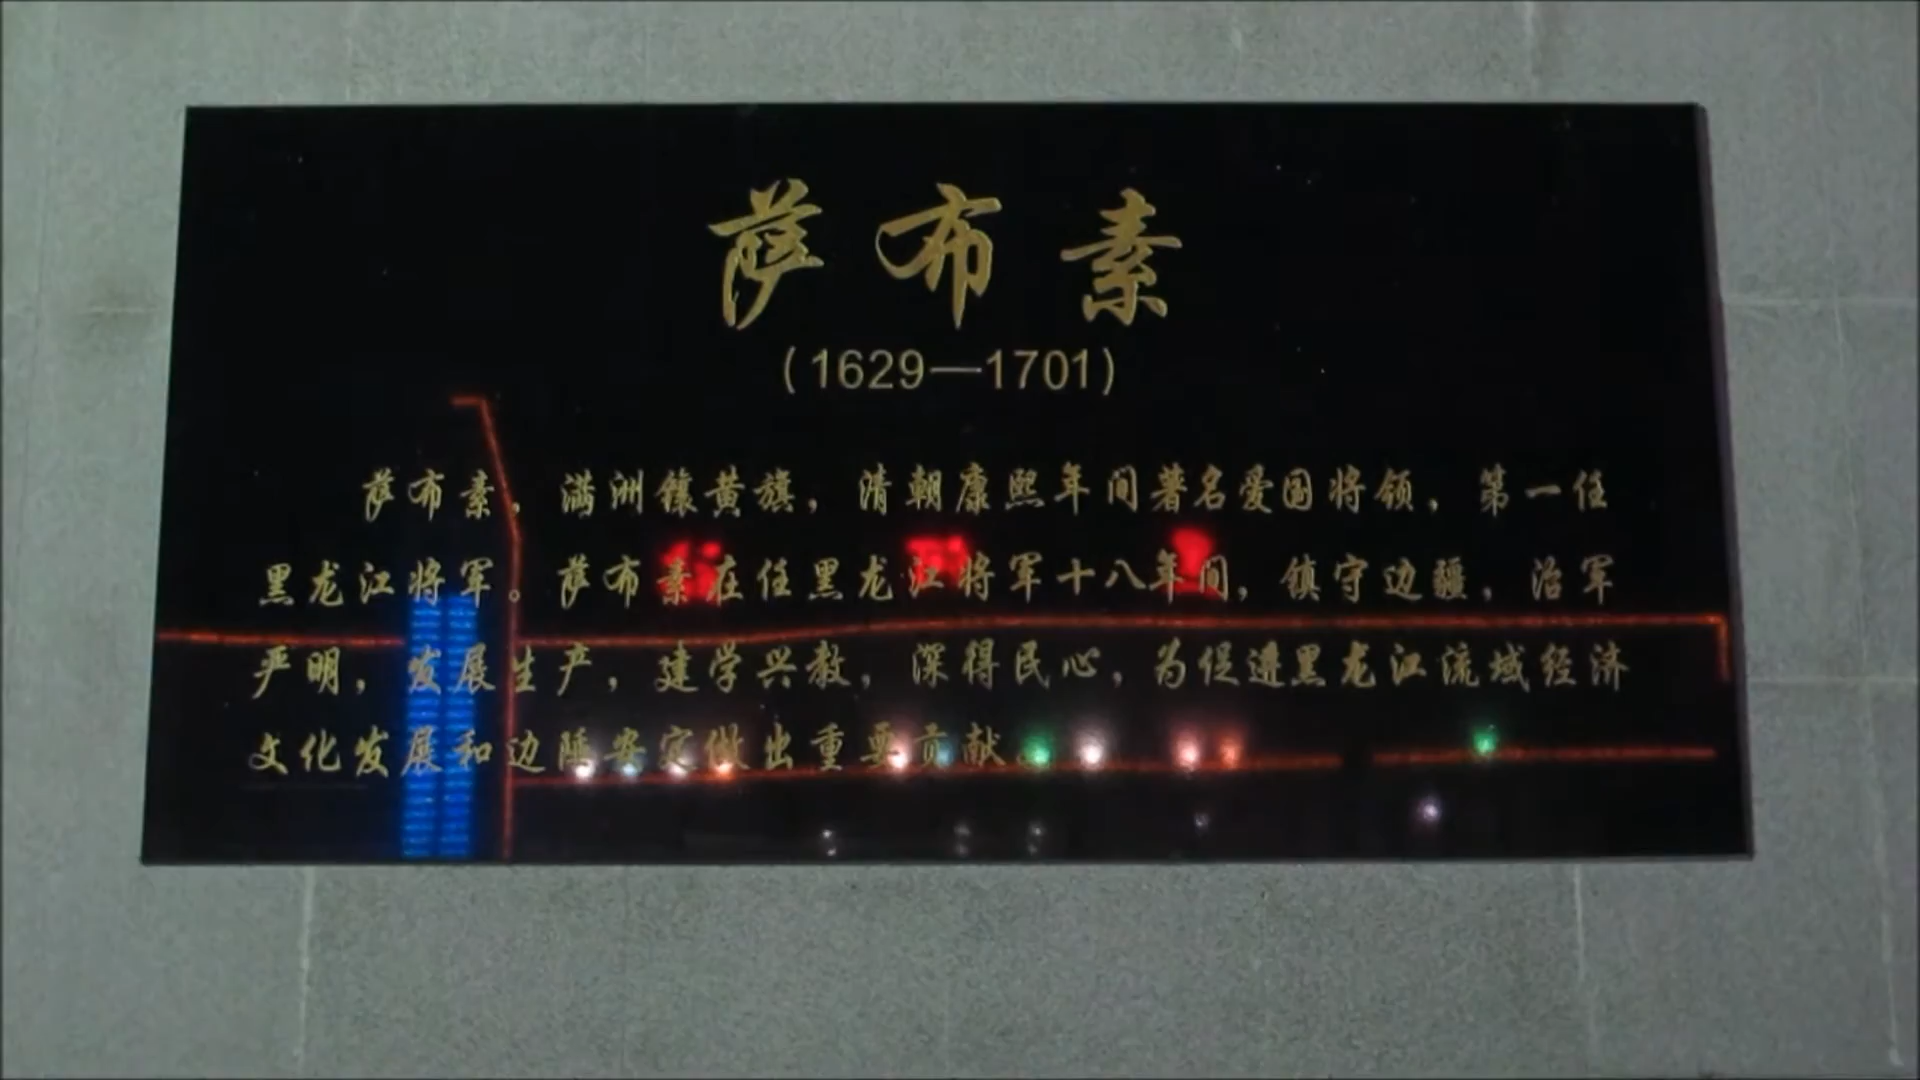 萨布素
(1629—1701)
萨布素，满洲镶黄旗，清朝康熙年间著名爱国将领，第一任
黑龙江将军。萨布素在任黑龙江将军十八年间，镇守边疆，治军
严明，发展生产，建学兴教，深得民心，为促进黑龙江流域经济
文化发展和边陲安定做出重要贡献。